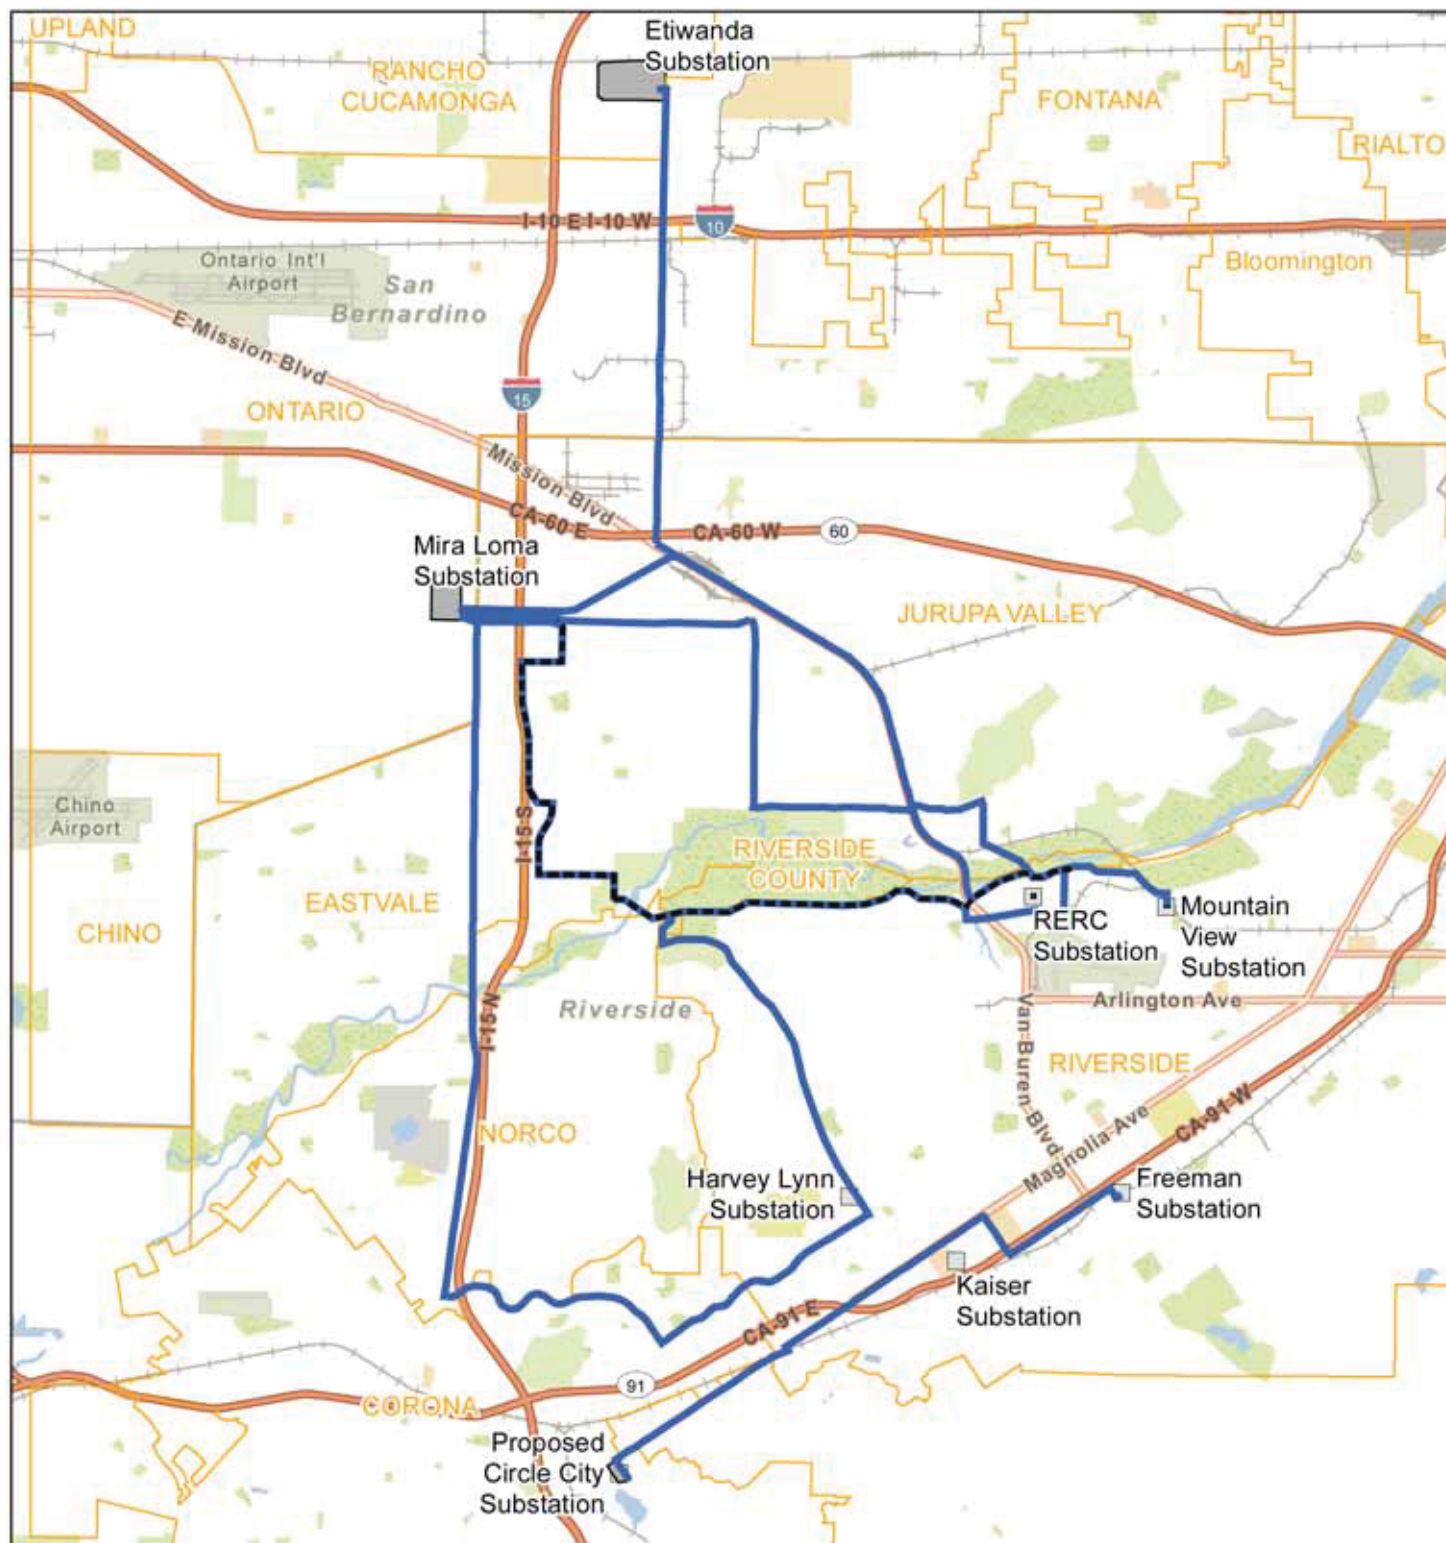 UPLAND
Etiwanda
Substation
RANCHO
CUCAMONGA
FONTANA
RIALTO
I-10 E I-10 W
10
Ontario Int'l
Airport
San
Bernardino
Bloomington
E Mission Blvd
15
ONTARIO
Mission Blvd
CA-60 E
CA-60 W
60
Mira Loma
Substation
JURUPA VALLEY
Chino
Airport
I-15 S
RIVERSIDE
COUNTY
EASTVALE
CHINO
RERC
Substation
Mountain
View
Substation
Riverside
I-15 N
Arlington Ave
Van Buren Blvd
RIVERSIDE
NORCO
Magnolia Ave
CA-91 W
Harvey Lynn
Substation
Freeman
Substation
Kaiser
Substation
CA-91 E
91
CORONA
Proposed
Circle City
Substation